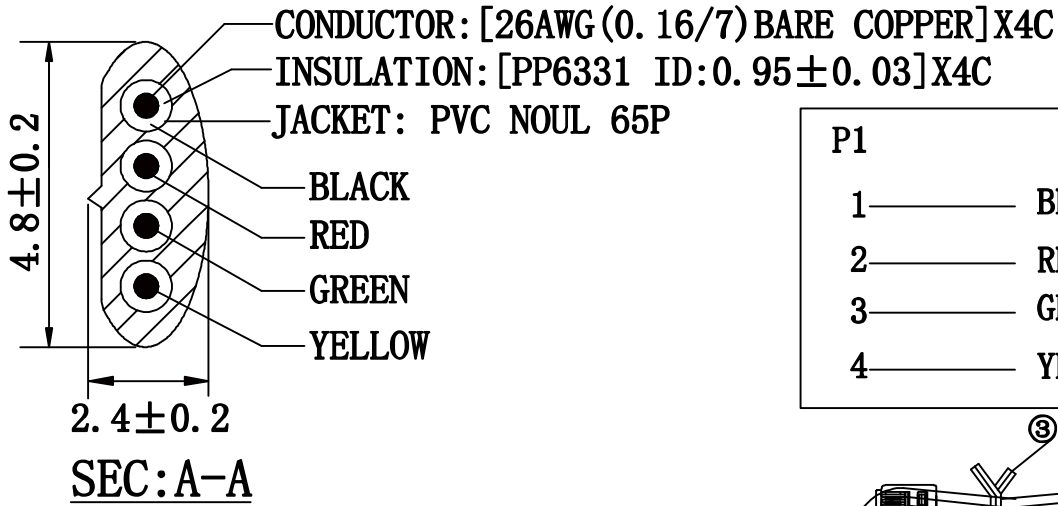 CONDUCTOR:[26AWG(0.16/7)BARE COPPER]X4C
INSULATION:[PP6331 ID:0.95±0.03]X4C
JACKET: PVC NOUL 65P
BLACK
RED
GREEN
YELLOW
4.8±0.2
2.4±0.2
SEC:A-A
P1
1
2
3
4
③